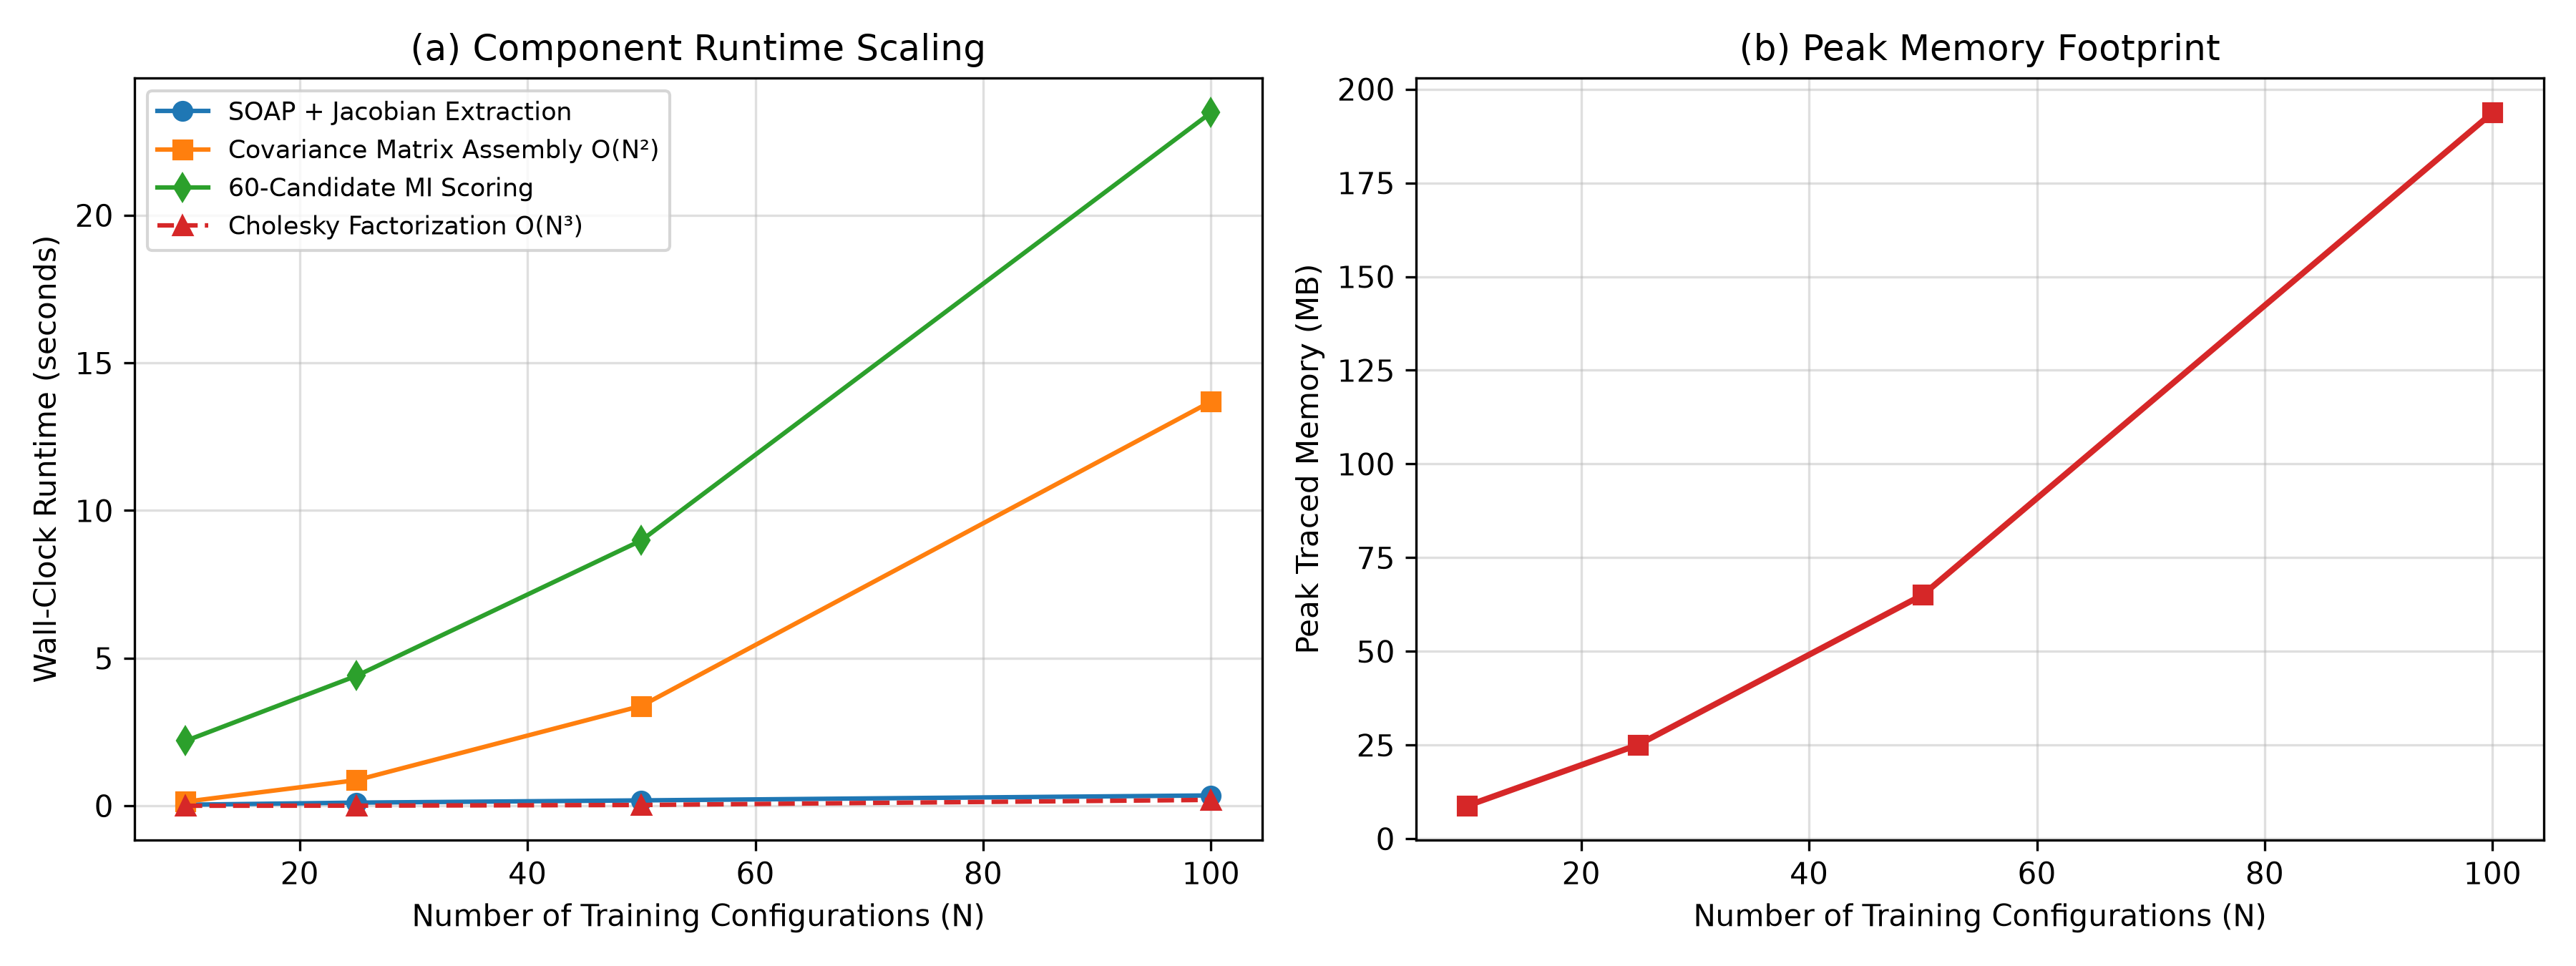 (a) Component Runtime Scaling
SOAP + Jacobian Extraction
Covariance Matrix Assembly O(N²)
60-Candidate MI Scoring
Cholesky Factorization O(N³)
Wall-Clock Runtime (seconds)
20
15
10
5
0
20 40 60 80 100
Number of Training Configurations (N)
(b) Peak Memory Footprint
Peak Traced Memory (MB)
200
175
150
125
100
75
50
25
0
20 40 60 80 100
Number of Training Configurations (N)